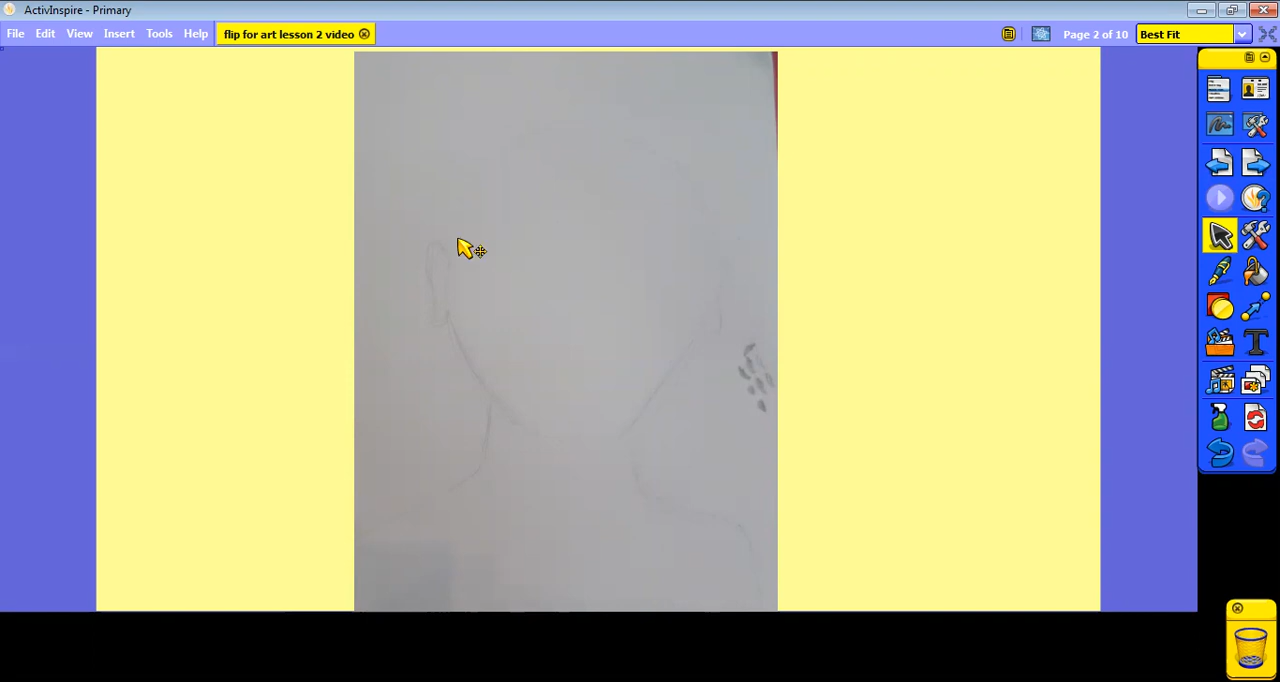 ActivInspire - Primary
File Edit View Insert Tools Help
flip for art lesson 2 video
Page 2 of 10
Best Fit